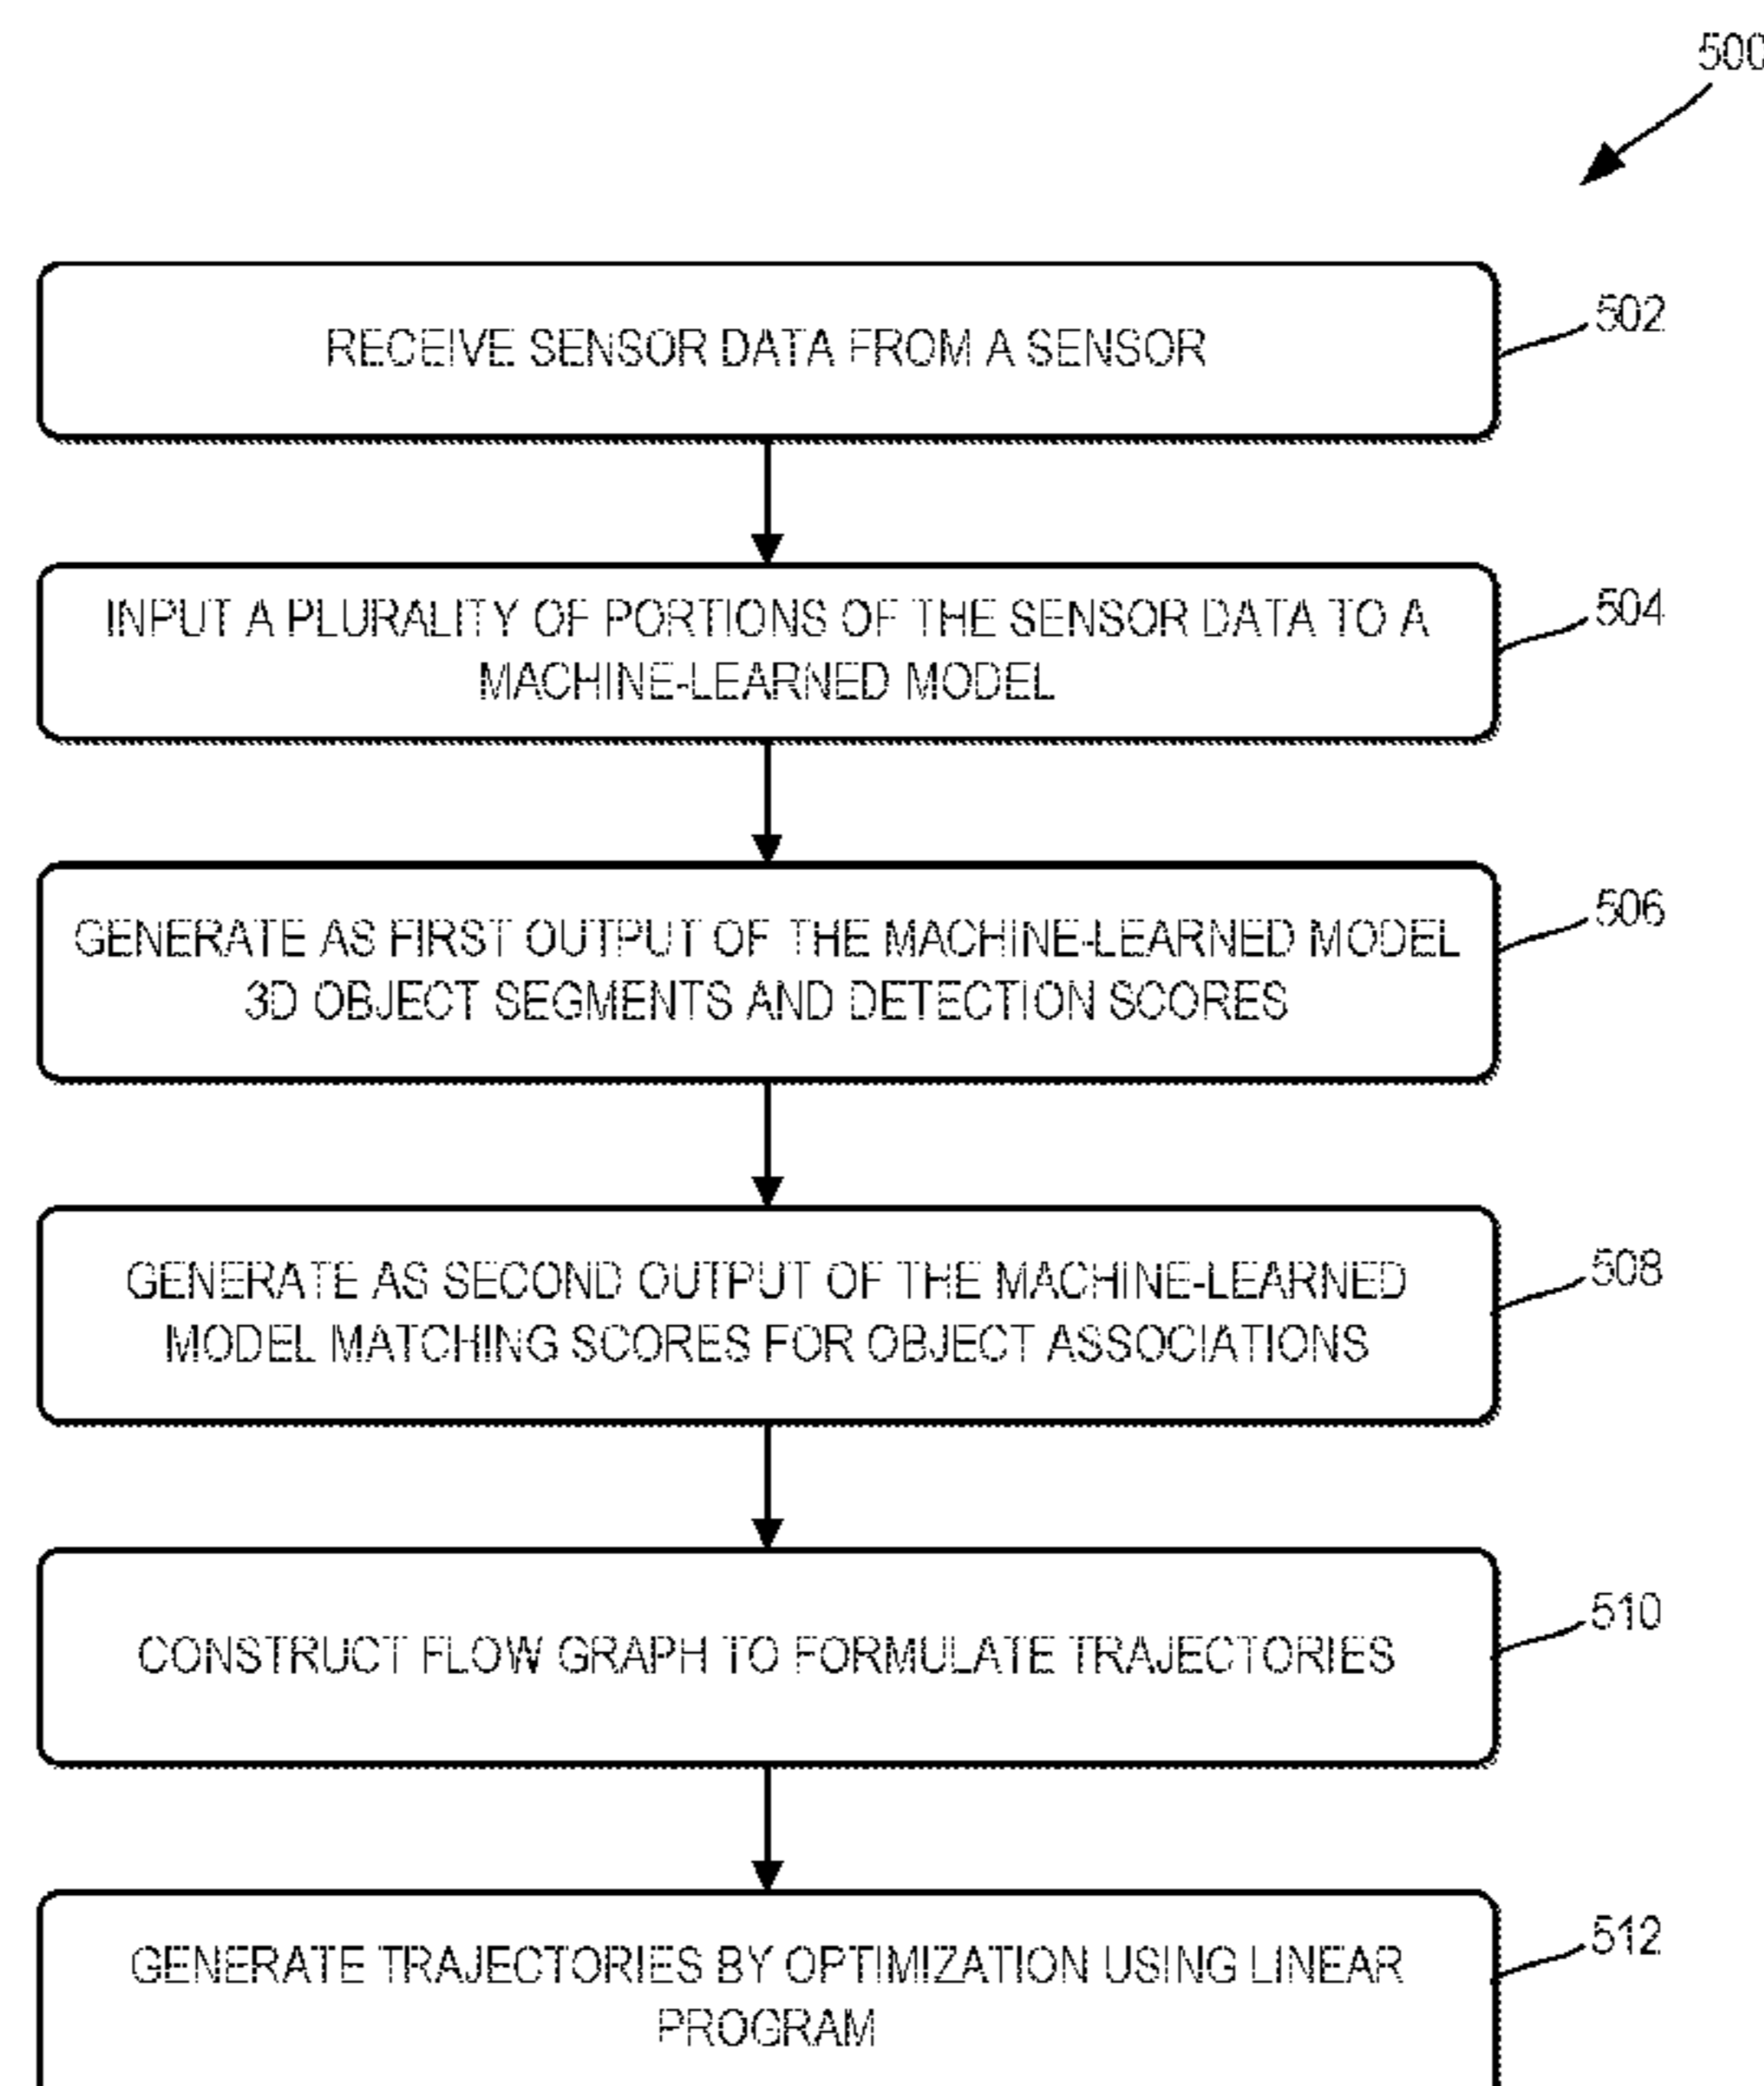 500
RECEIVE SENSOR DATA FROM A SENSOR
502
INPUT A PLURALITY OF PORTIONS OF THE SENSOR DATA TO A
MACHINE-LEARNED MODEL
504
GENERATE AS FIRST OUTPUT OF THE MACHINE-LEARNED MODEL
3D OBJECT SEGMENTS AND DETECTION SCORES
506
GENERATE AS SECOND OUTPUT OF THE MACHINE-LEARNED
MODEL MATCHING SCORES FOR OBJECT ASSOCIATIONS
508
CONSTRUCT FLOW GRAPH TO FORMULATE TRAJECTORIES
510
GENERATE TRAJECTORIES BY OPTIMIZATION USING LINEAR
PROGRAM
512